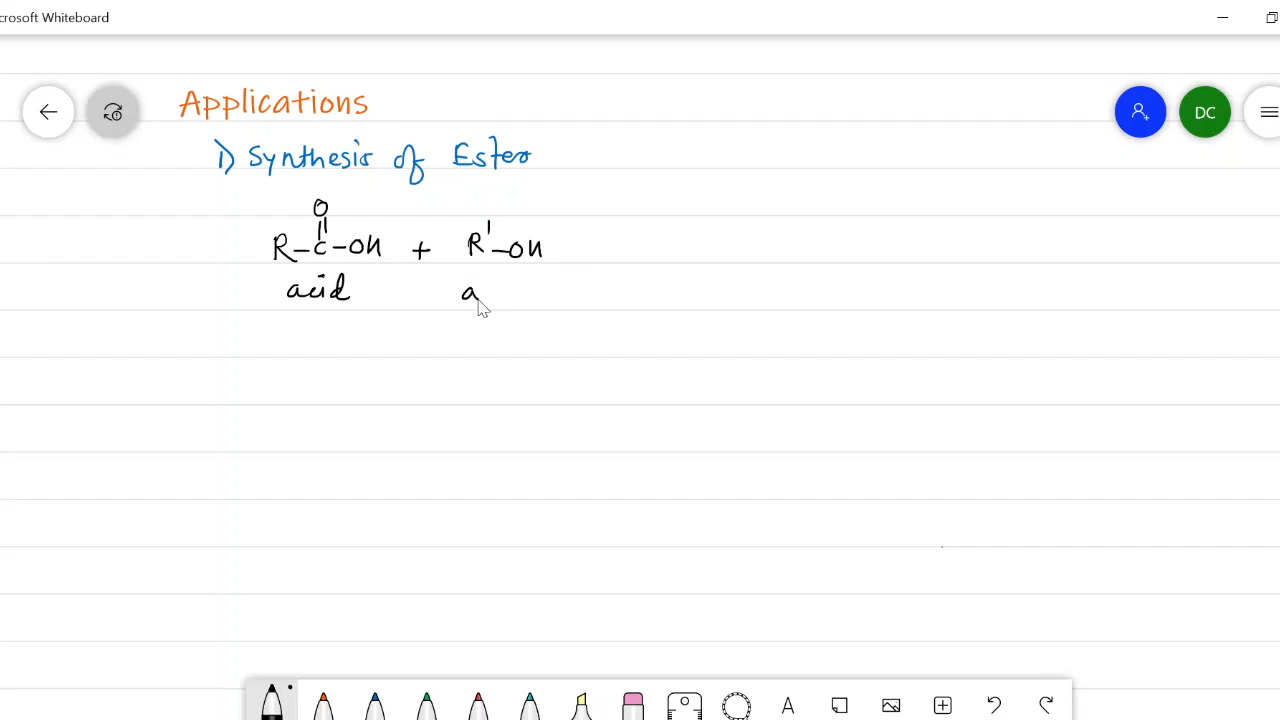 crosoft Whiteboard
Applications
DC
1) Synthesis of Ester
O
R-C-OH + R'-OH
acid a
A